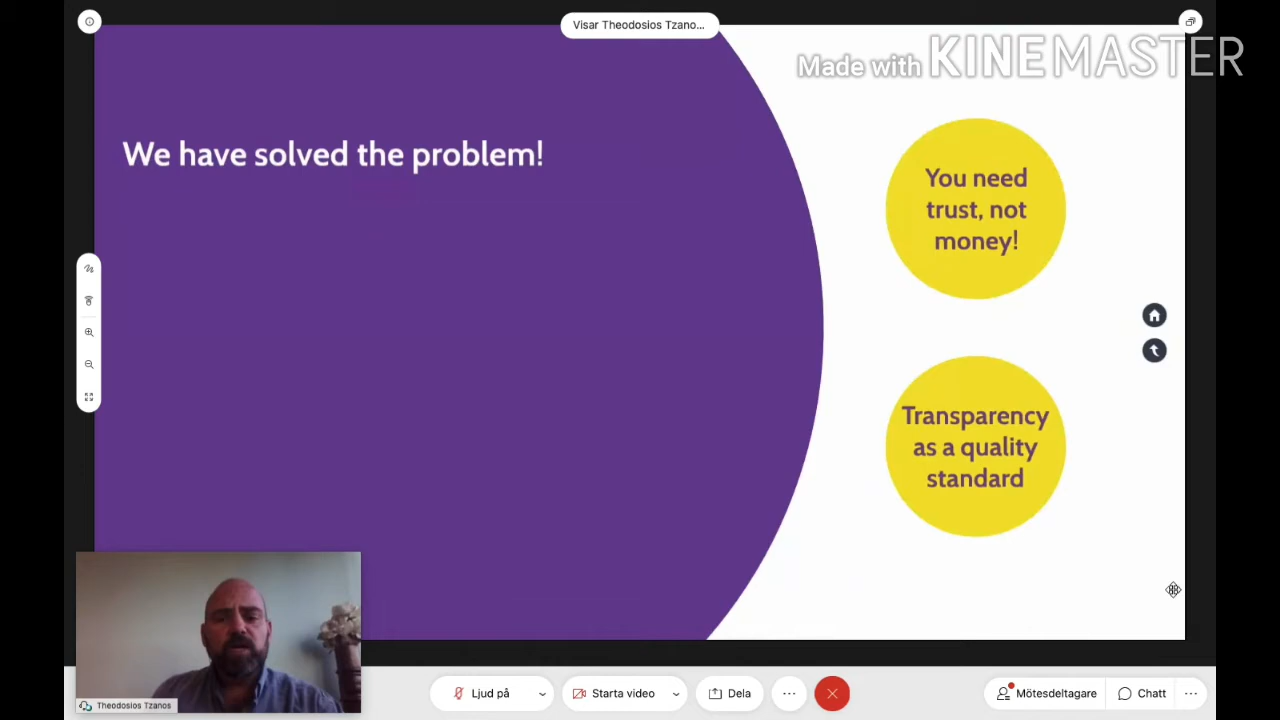 Visar Theodosios Tzano...
Made with KINEMASTER
We have solved the problem!
You need
trust, not
money!
Transparency
as a quality
standard
Theodosios Tzanos
Ljud på
Starta video
Dela
Mötesdeltagare
Chatt